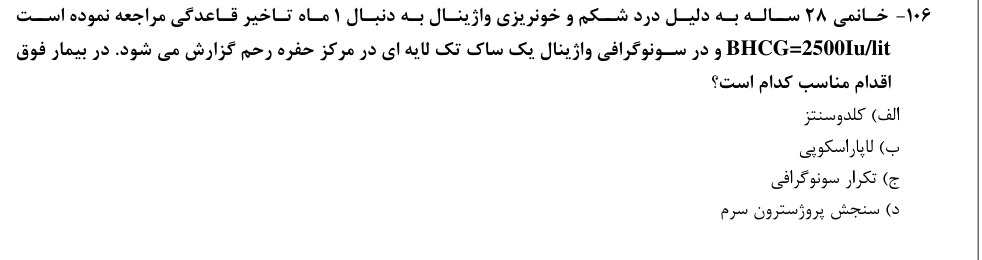 ۱۰۶- خانمی ۲۸ ساله به دلیل درد شکم و خونریزی واژینال به دنبال ۱ ماه تاخیر قاعدگی مراجعه نموده است
BHCG=2500Iu/lit و در سونوگرافی واژینال یک ساک تک لایه ای در مرکز حفره رحم گزارش می شود. در بیمار فوق
اقدام مناسب کدام است؟
الف) کلدوسنتز
ب) لاپاراسکوپی
ج) تکرار سونوگرافی
د) سنجش پروژسترون سرم